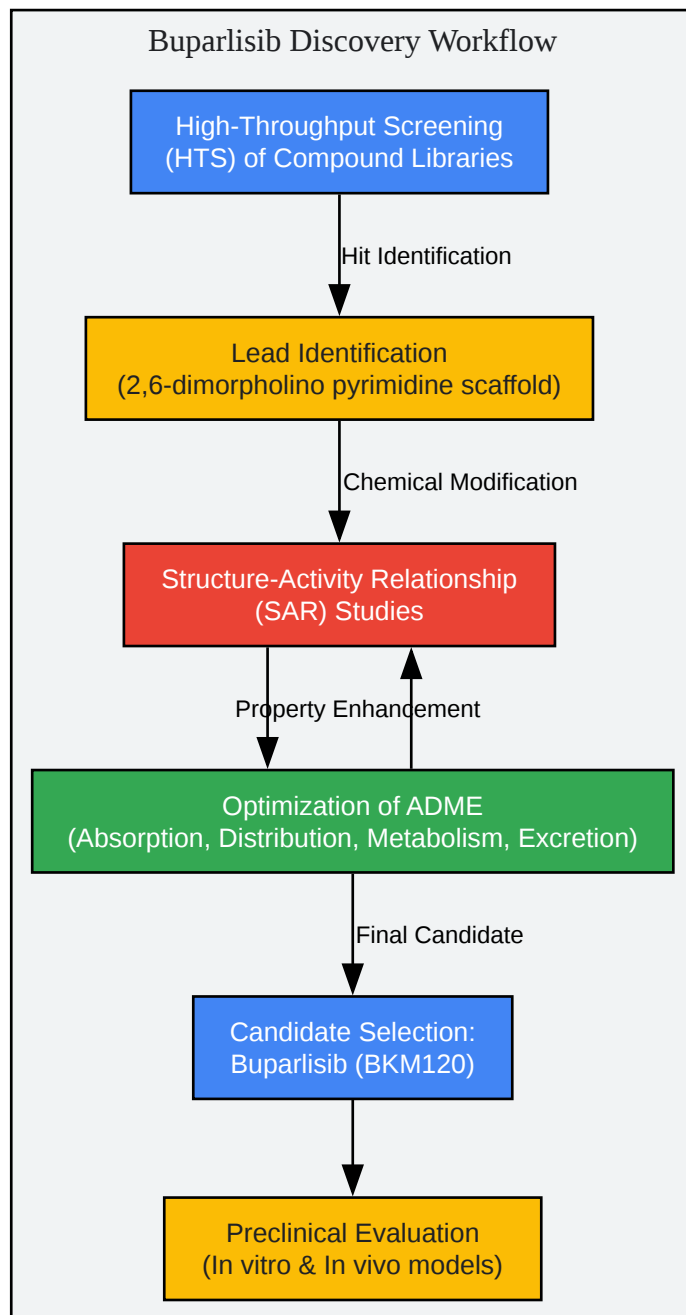 Buparlisib Discovery Workflow
High-Throughput Screening
(HTS) of Compound Libraries
Hit Identification
Lead Identification
(2,6-dimorpholino pyrimidine scaffold)
Chemical Modification
Structure-Activity Relationship
(SAR) Studies
Property Enhancement
Optimization of ADME
(Absorption, Distribution, Metabolism, Excretion)
Final Candidate
Candidate Selection:
Buparlisib (BKM120)
Preclinical Evaluation
(In vitro & In vivo models)